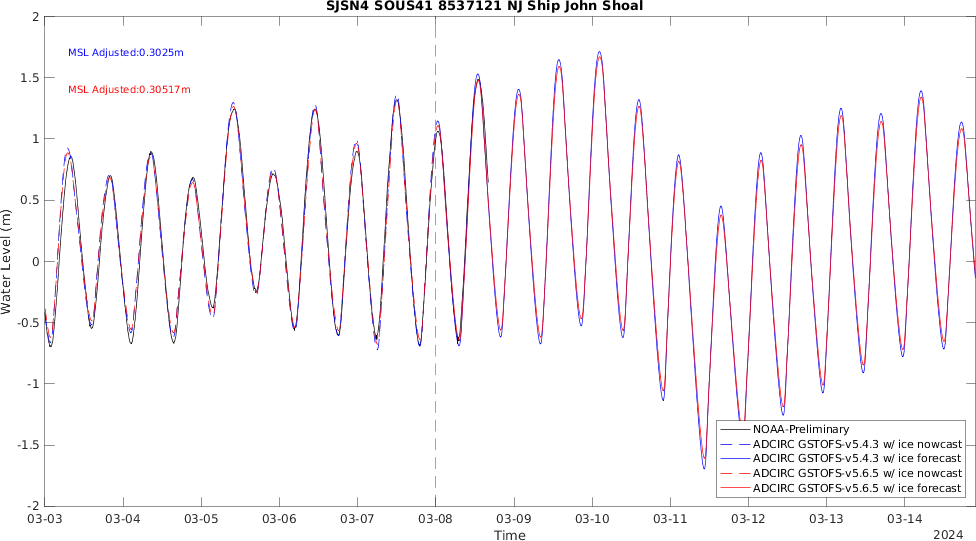 SJSN4 SOUS41 8537121 NJ Ship John Shoal
2
1.5
1
0.5
0
-0.5
-1
-1.5
-2
Water Level (m)
MSL Adjusted:0.3025m
MSL Adjusted:0.30517m
NOAA-Preliminary
ADCIRC GSTOFS-v5.4.3 w/ ice nowcast
ADCIRC GSTOFS-v5.4.3 w/ ice forecast
ADCIRC GSTOFS-v5.6.5 w/ ice nowcast
ADCIRC GSTOFS-v5.6.5 w/ ice forecast
03-03 03-04 03-05 03-06 03-07 03-08 03-09 03-10 03-11 03-12 03-13 03-14
Time
2024